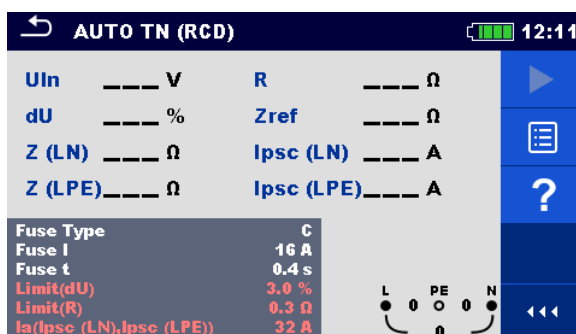 AUTO TN (RCD) 12:11
Uln ___ V R ___ Ω
dU ___ % Zref ___ Ω
Z (LN) ___ Ω Ipsc (LN) ___ A
Z (LPE)___ Ω Ipsc (LPE)___ A
?
Fuse Type C
Fuse I 16 A
Fuse t 0.4 s
Limit(dU) 3.0 %
Limit(R) 0.3 Ω
Ia(Ipsc (LN),Ipsc (LPE)) 32 A
L PE N
0 0
0